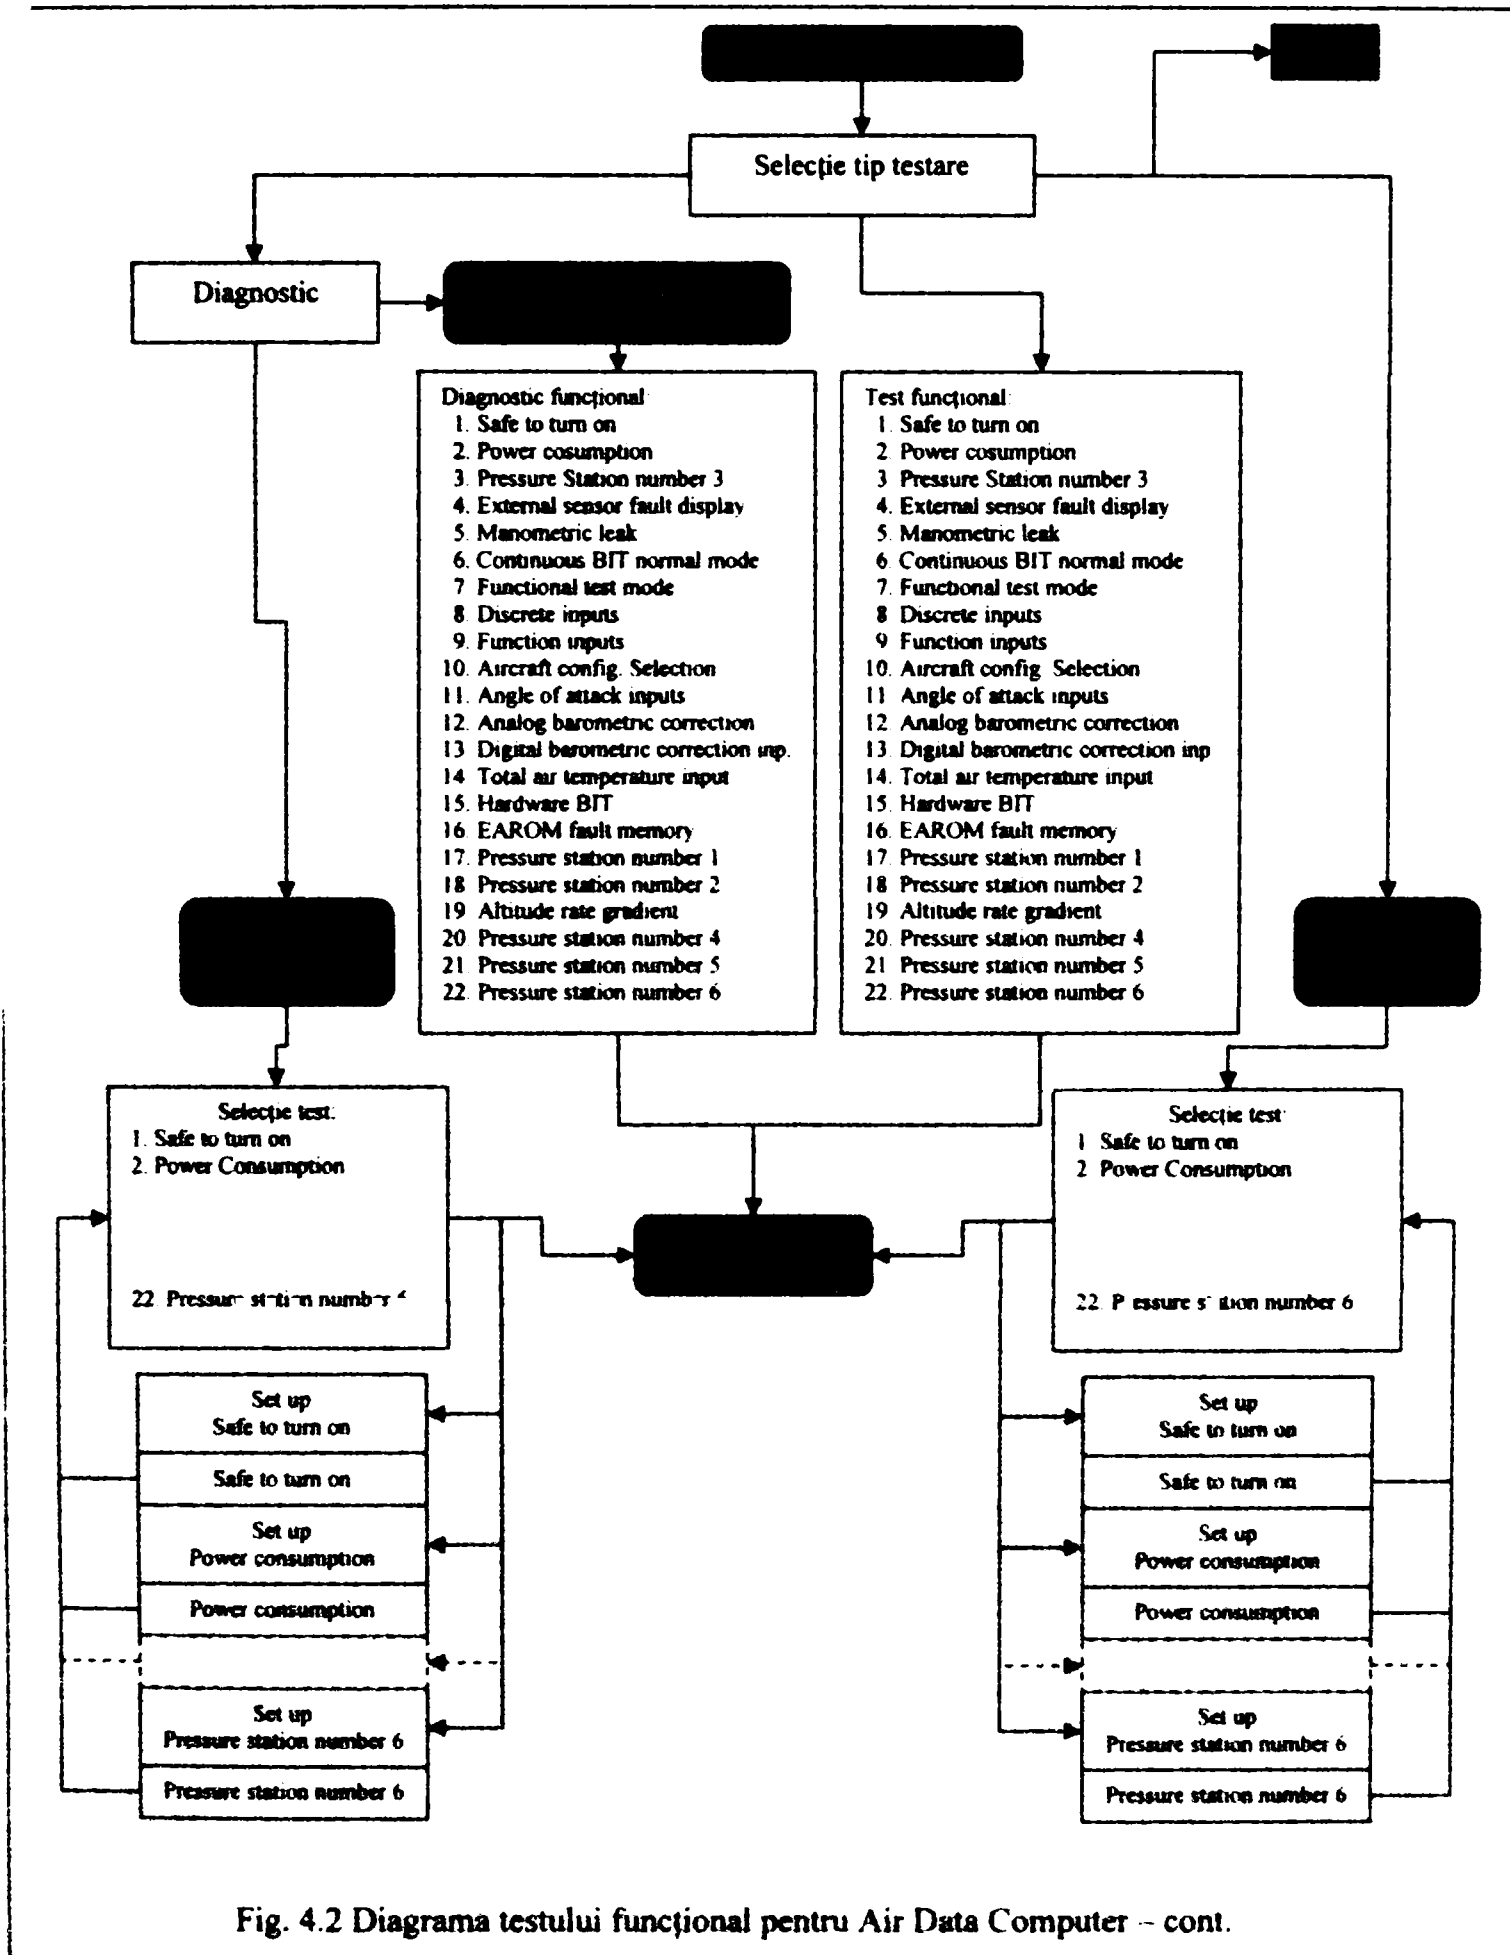 Selecţie tip testare
Diagnostic
Diagnostic funcţional
1. Safe to turn on
2. Power cosumption
3. Pressure Station number 3
4. External sensor fault display
5. Manometric leak
6. Continuous BIT normal mode
7 Functional test mode
8 Discrete inputs
9. Function inputs
10. Aircraft config. Selection
11. Angle of attack inputs
12. Analog barometric correction
13 Digital barometric correction inp.
14 Total air temperature input
15. Hardware BIT
16 EAROM fault memory
17. Pressure station number 1
18 Pressure station number 2
19 Altitude rate gradient
20 Pressure station number 4
21. Pressure station number 5
22. Pressure station number 6
Test funcţional:
1. Safe to turn on
2. Power cosumption
3 Pressure Station number 3
4. External sensor fault display
5. Manometric leak
6. Continuous BIT normal mode
7. Functional test mode
8 Discrete inputs
9 Function inputs
10. Aircraft config Selection
11 Angle of attack inputs
12 Analog barometric correction
13. Digital barometric correction inp
14. Total air temperature input
15. Hardware BIT
16. EAROM fault memory
17 Pressure station number 1
18 Pressure station number 2
19 Altitude rate gradient
20. Pressure station number 4
21 Pressure station number 5
22. Pressure station number 6
Selecţie test:
1. Safe to turn on
2. Power Consumption
22. Pressure station number
Selecţie test
1 Safe to turn on
2 Power Consumption
22. Pressure station number 6
Set up
Safe to turn on
Safe to turn on
Set up
Power consumption
Power consumption
Set up
Pressure station number 6
Pressure station number 6
Set up
Safe to turn on
Safe to turn on
Set up
Power consumption
Power consumption
Set up
Pressure station number 6
Pressure station number 6
Fig. 4.2 Diagrama testului funcţional pentru Air Data Computer – cont.